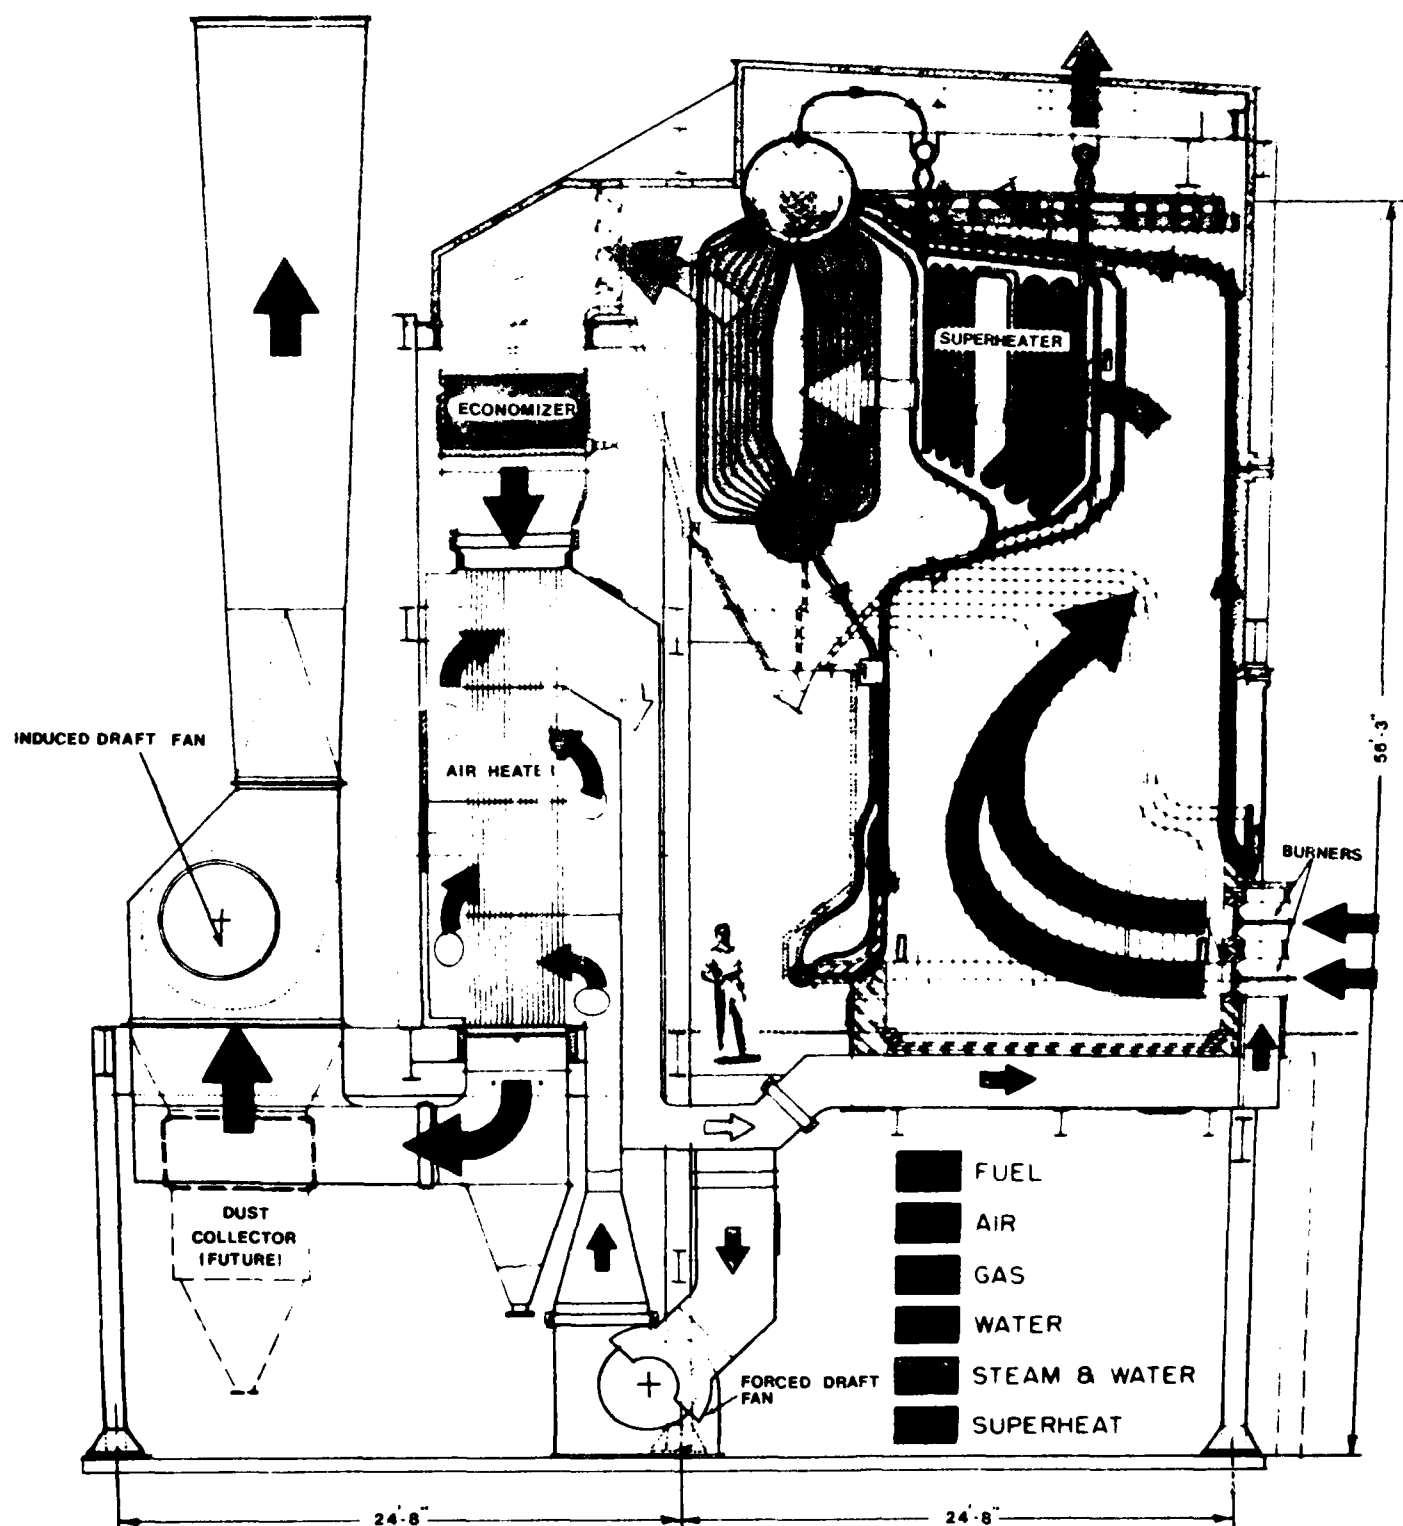 SUPERHEATER
ECONOMIZER
INDUCED DRAFT FAN
AIR HEATE
56'-3"
BURNERS
DUST
COLLECTOR
(FUTURE)
FORCED DRAFT
FAN
FUEL
AIR
GAS
WATER
STEAM & WATER
SUPERHEAT
24'-8"
24'-8"